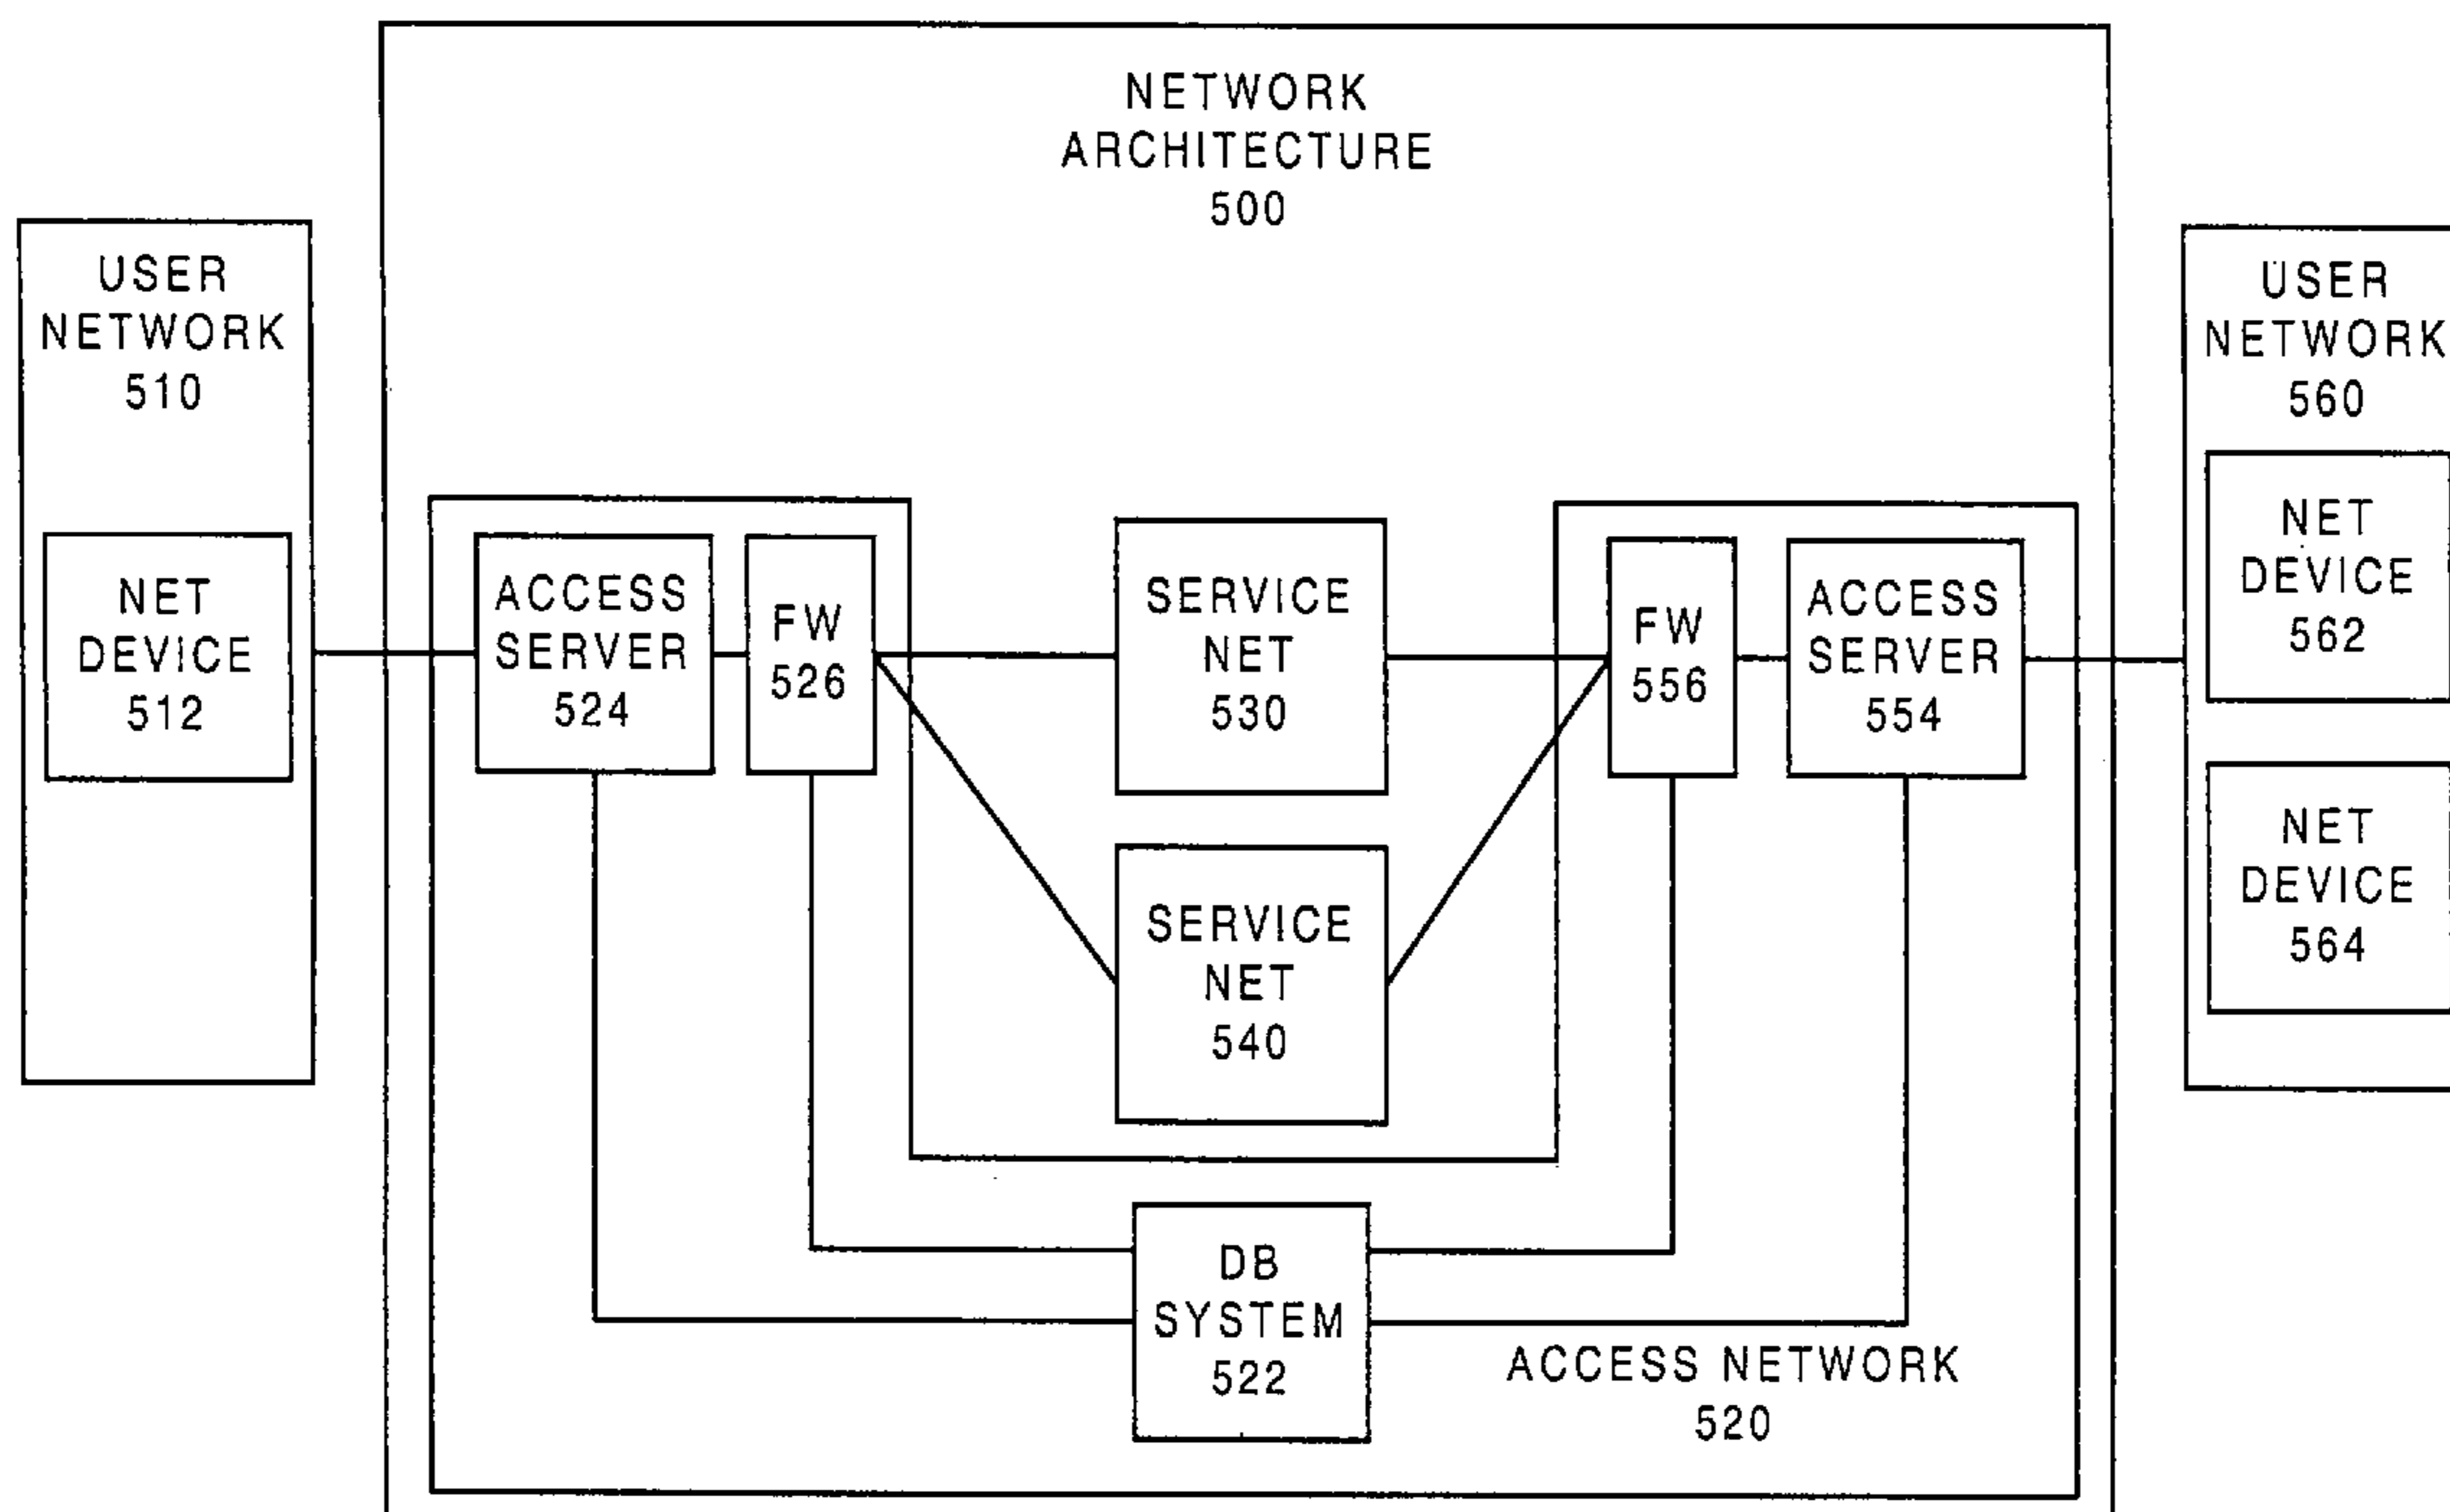 NETWORK
ARCHITECTURE
500
USER
NETWORK
510
NET
DEVICE
512
ACCESS
SERVER
524
FW
526
SERVICE
NET
530
SERVICE
NET
540
FW
556
ACCESS
SERVER
554
USER
NETWORK
560
NET
DEVICE
562
NET
DEVICE
564
DB
SYSTEM
522
ACCESS NETWORK
520